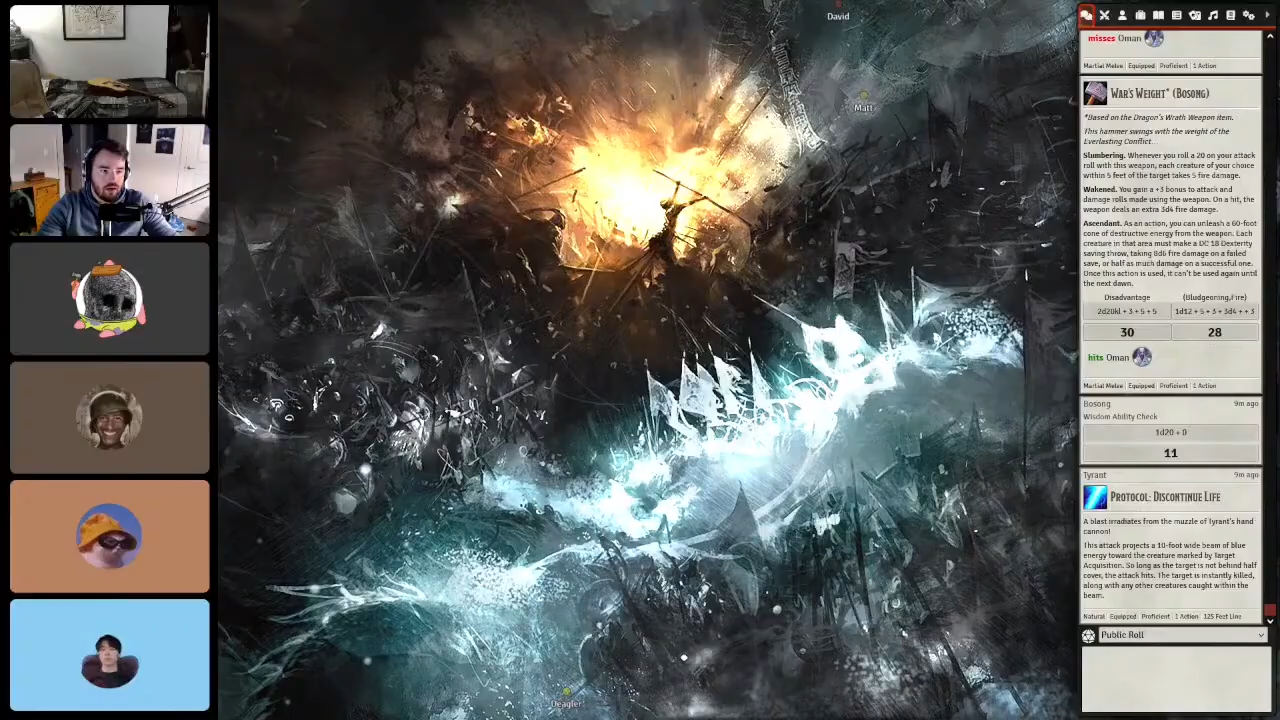 David
Matt
Deagler
misses Oman
Martial Melee Equipped Proficient 1 Action
War's Weight* (Bosong)
*Based on the Dragon's Wrath Weapon item.
This hammer swings with the weight of the
Everlasting Conflict...
Slumbering. Whenever you roll a 20 on your attack
roll with this weapon, each creature of your choice
within 5 feet of the target takes 5 fire damage.
Wakened. You gain a +3 bonus to attack and
damage rolls made using the weapon. On a hit, the
weapon deals an extra 3d4 fire damage.
Ascendant. As an action, you can unleash a 60-foot
cone of destructive energy from the weapon. Each
creature in that area must make a DC 18 Dexterity
saving throw, taking 8d6 fire damage on a failed
save, or half as much damage on a successful one.
Once this action is used, it can't be used again until
the next dawn.
Disadvantage (Bludgeoning,Fire)
2d20kl + 3 + 5 + 5 1d12 + 5 + 3 + 3d4 + + 3
30 28
hits Oman
Martial Melee Equipped Proficient 1 Action
Bosong 9m ago
Wisdom Ability Check
1d20 + 0
11
Tyrant 9m ago
Protocol: Discontinue Life
A blast irradiates from the muzzle of Tyrant's hand
cannon!
This attack projects a 10-foot wide beam of blue
energy toward the creature marked by Target
Acquisition. So long as the target is not behind half
cover, the attack hits. The target is instantly killed,
along with any other creatures caught within the
beam.
Natural Equipped Proficient 1 Action 125 Feet Line
Public Roll